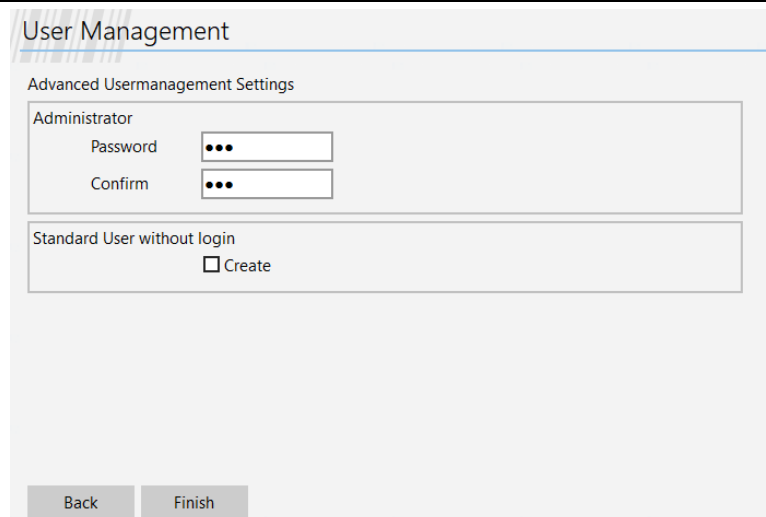 User Management
Advanced Usermanagement Settings
Administrator
Password •••
Confirm •••
Standard User without login
Create
Back Finish